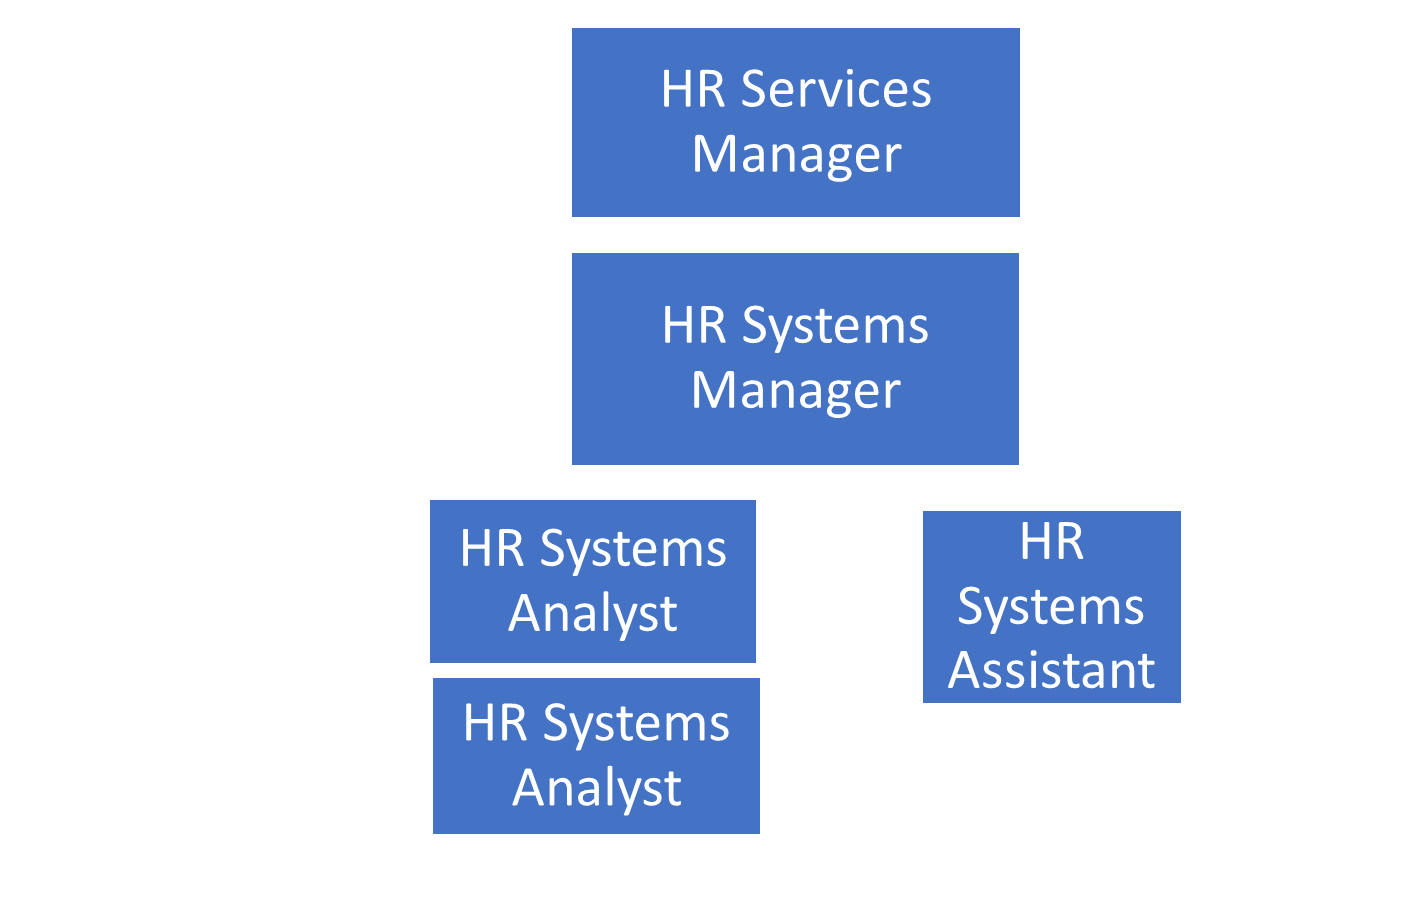 HR Services
Manager
HR Systems
Manager
HR Systems
Analyst
HR Systems
Analyst
HR
Systems
Assistant